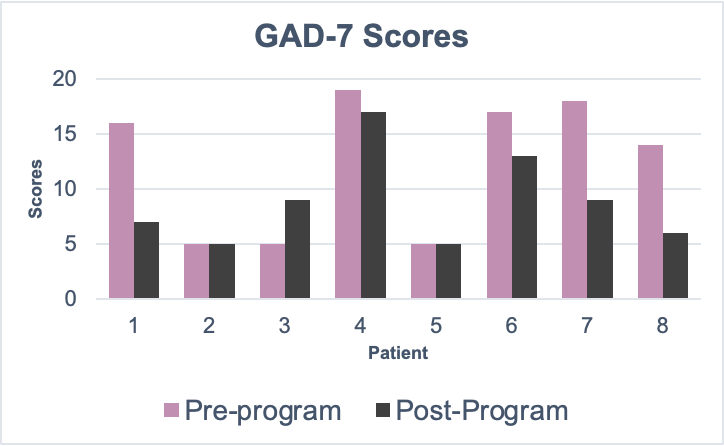 GAD-7 Scores
20
15
10
5
0
Scores
1 2 3 4 5 6 7 8
Patient
Pre-program Post-Program